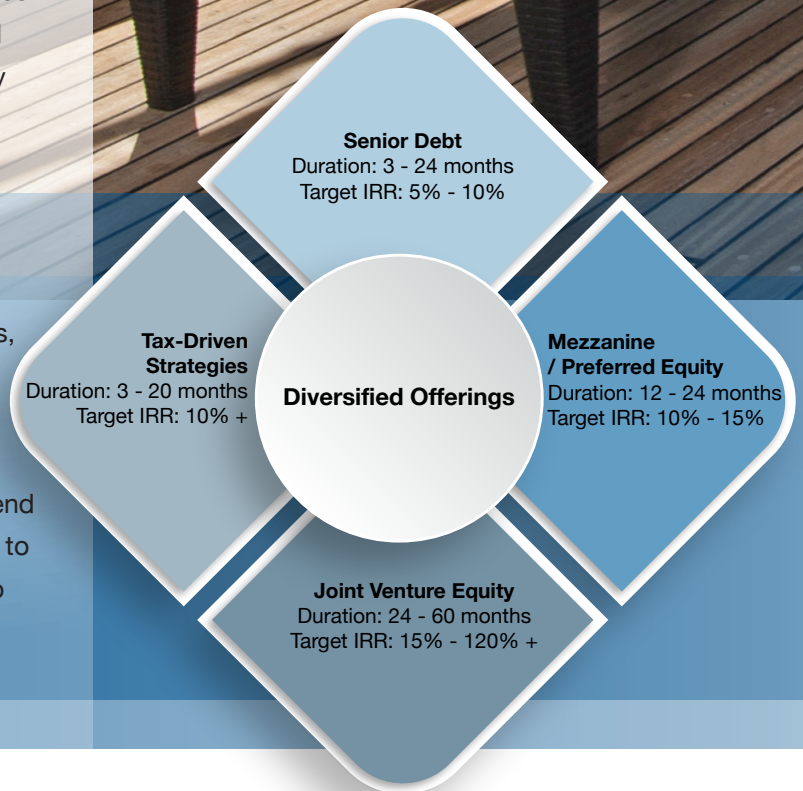 Senior Debt
Duration: 3 - 24 months
Target IRR: 5% - 10%
Tax-Driven
Strategies
Duration: 3 - 20 months
Target IRR: 10% +
Diversified Offerings
Mezzanine
/ Preferred Equity
Duration: 12 - 24 months
Target IRR: 10% - 15%
Joint Venture Equity
Duration: 24 - 60 months
Target IRR: 15% - 120% +
to